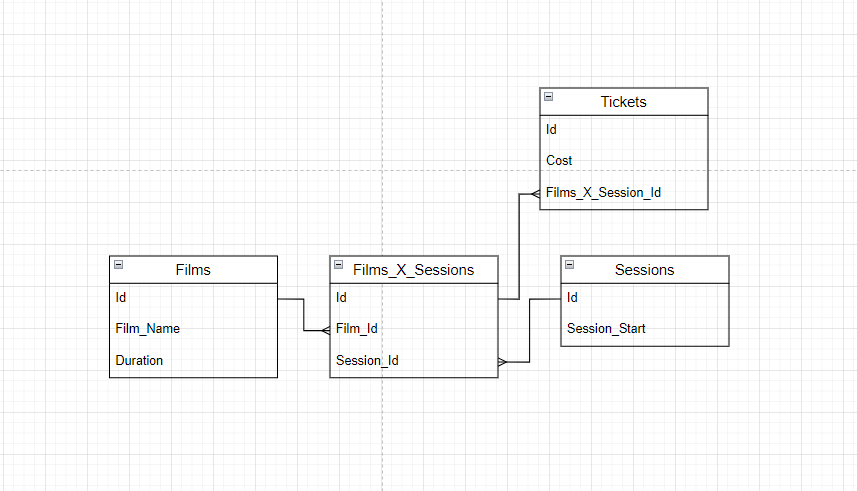 Tickets
Id
Cost
Films_X_Session_Id
Films
Id
Film_Name
Duration
Films_X_Sessions
Id
Film_Id
Session_Id
Sessions
Id
Session_Start